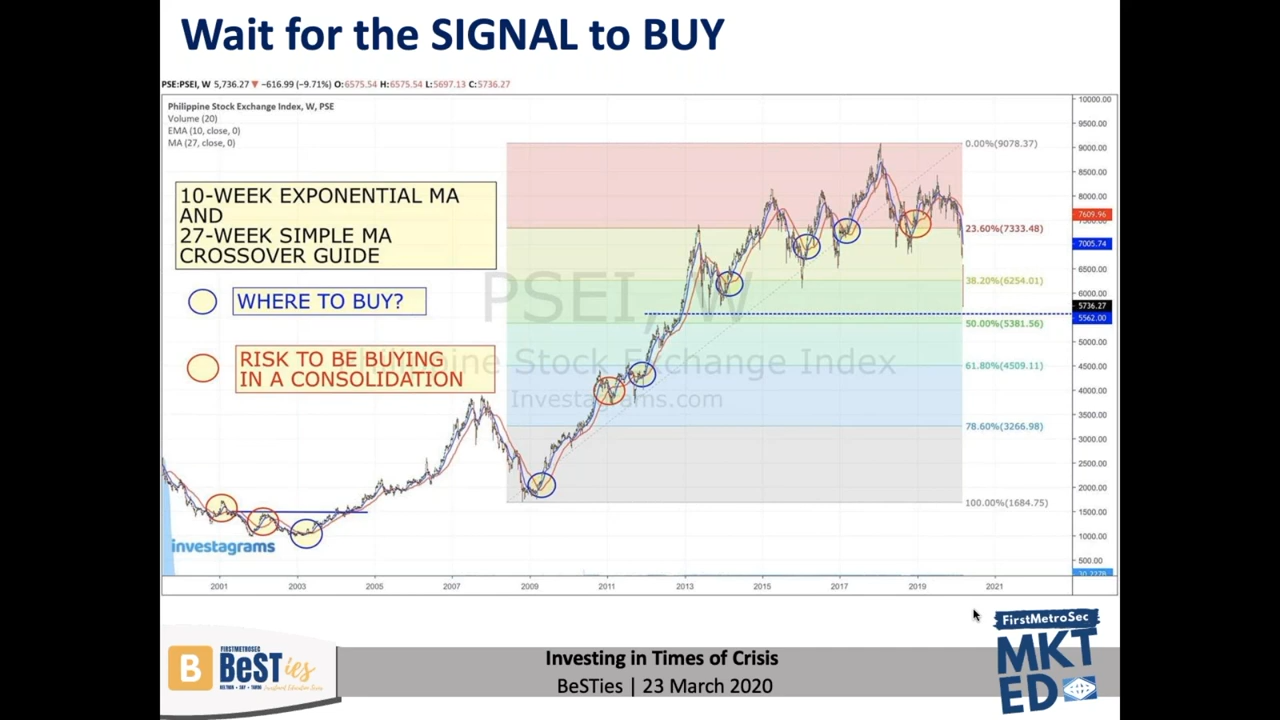 Wait for the SIGNAL to BUY
PSE:PSEI, W 5,736.27 ▼ −616.99 (−9.71%) O:6575.54 H:6575.54 L:5697.13 C:5736.27
Philippine Stock Exchange Index, W, PSE
Volume (20)
EMA (10, close, 0)
MA (27, close, 0)
10-WEEK EXPONENTIAL MA
AND
27-WEEK SIMPLE MA
CROSSOVER GUIDE
WHERE TO BUY?
RISK TO BE BUYING
IN A CONSOLIDATION
PSEI, W
Philippine Stock Exchange Index
Investagrams.com
0.00%(9078.37)
23.60%(7333.48)
38.20%(6254.01)
50.00%(5381.56)
61.80%(4509.11)
78.60%(3266.98)
100.00%(1684.75)
10000.00
9500.00
9000.00
8500.00
8000.00
7609.96
7005.74
6500.00
6000.00
5736.27
5562.00
5000.00
4500.00
4000.00
3500.00
3000.00
2500.00
2000.00
1500.00
1000.00
500.00
investagrams
2001 2003 2005 2007 2009 2011 2013 2015 2017 2019 2021
B
FIRSTMETROSEC
BeSTies
Investing in Times of Crisis
BeSTies | 23 March 2020
FirstMetroSec
MKT
ED